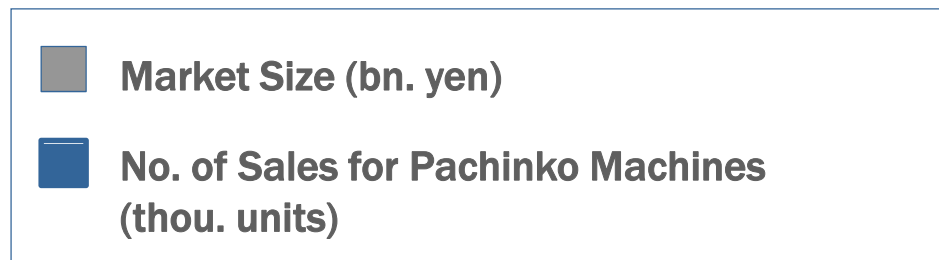 Market Size (bn. yen)
No. of Sales for Pachinko Machines
(thou. units)